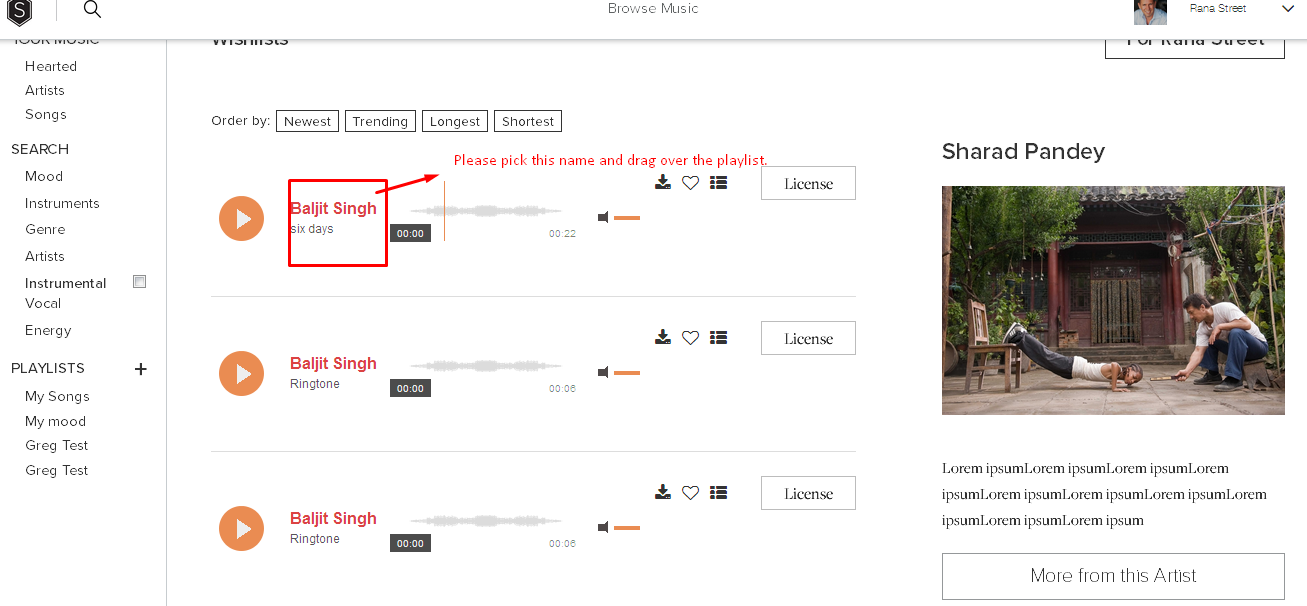 S
Browse Music
Rana Street
YOUR MUSIC
Hearted
Artists
Songs
SEARCH
Mood
Instruments
Genre
Artists
Instrumental
Vocal
Energy
PLAYLISTS +
My Songs
My mood
Greg Test
Greg Test
Wishlists
For Rana Street
Order by: Newest Trending Longest Shortest
Please pick this name and drag over the playlist.
Baljit Singh
six days
00:00
00:22
License
Baljit Singh
Ringtone
00:00
00:06
License
Baljit Singh
Ringtone
00:00
00:06
License
Sharad Pandey
Lorem ipsumLorem ipsumLorem ipsumLorem
ipsumLorem ipsumLorem ipsumLorem ipsumLorem
ipsumLorem ipsumLorem ipsum
More from this Artist